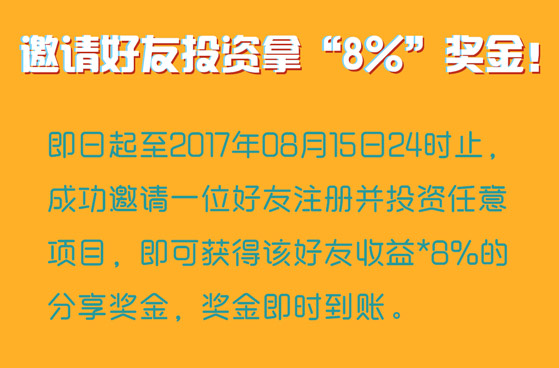 邀请好友投资拿“8%”奖金!
即日起至2017年08月15日24时止,
成功邀请一位好友注册并投资任意
项目, 即可获得该好友收益*8%的
分享奖金, 奖金即时到账。